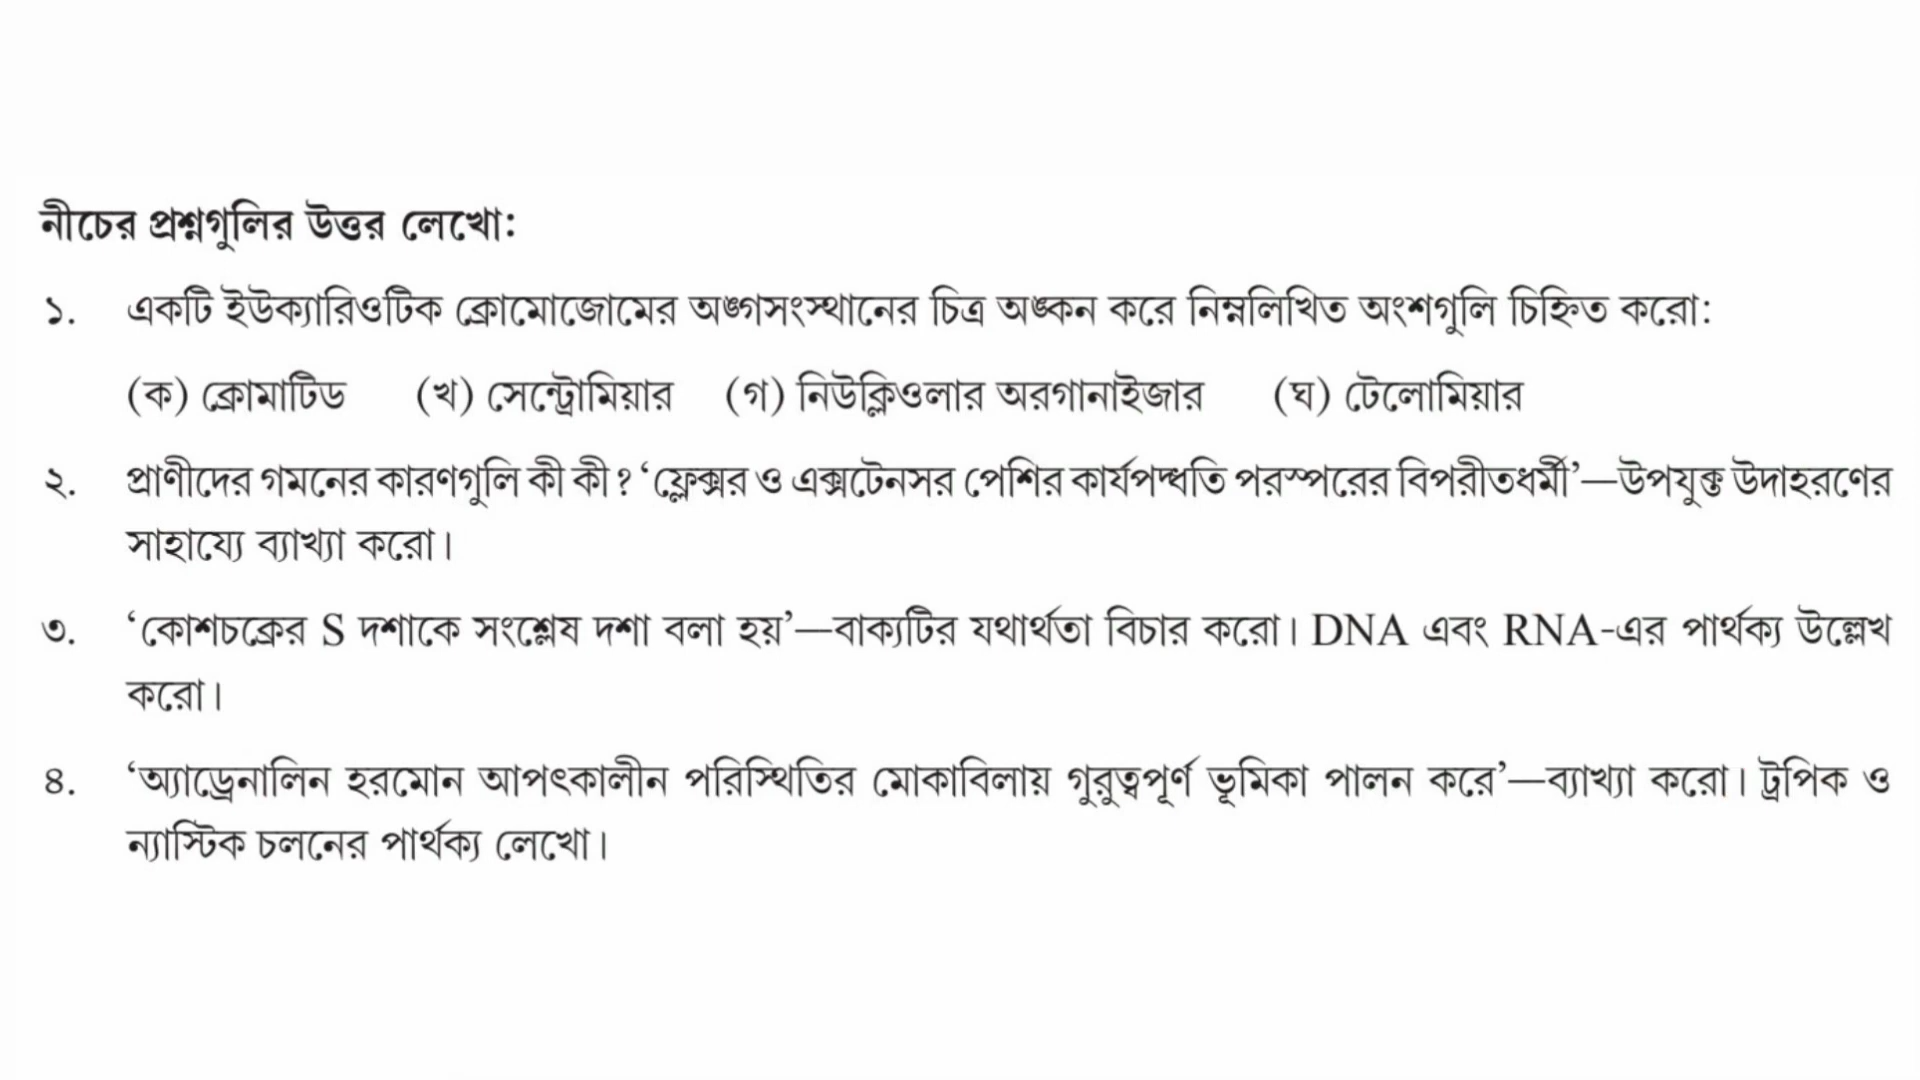 নীচের প্রশ্নগুলির উত্তর লেখো:
১. একটি ইউক্যারিওটিক ক্রোমোজোমের অঙ্গসংস্থানের চিত্র অঙ্কন করে নিম্নলিখিত অংশগুলি চিহ্নিত করো:
(ক) ক্রোমাটিড (খ) সেন্ট্রোমিয়ার (গ) নিউক্লিওলার অরগানাইজার (ঘ) টেলোমিয়ার
২. প্রাণীদের গমনের কারণগুলি কী কী? ‘ফ্লেক্সর ও এক্সটেনসর পেশির কার্যপদ্ধতি পরস্পরের বিপরীতধর্মী’—উপযুক্ত উদাহরণের
সাহায্যে ব্যাখ্যা করো।
৩. ‘কোশচক্রের S দশাকে সংশ্লেষ দশা বলা হয়’—বাক্যটির যথার্থতা বিচার করো। DNA এবং RNA-এর পার্থক্য উল্লেখ
করো।
৪. ‘অ্যাড্রেনালিন হরমোন আপৎকালীন পরিস্থিতির মোকাবিলায় গুরুত্বপূর্ণ ভূমিকা পালন করে’—ব্যাখ্যা করো। ট্রপিক ও
ন্যাস্টিক চলনের পার্থক্য লেখো।